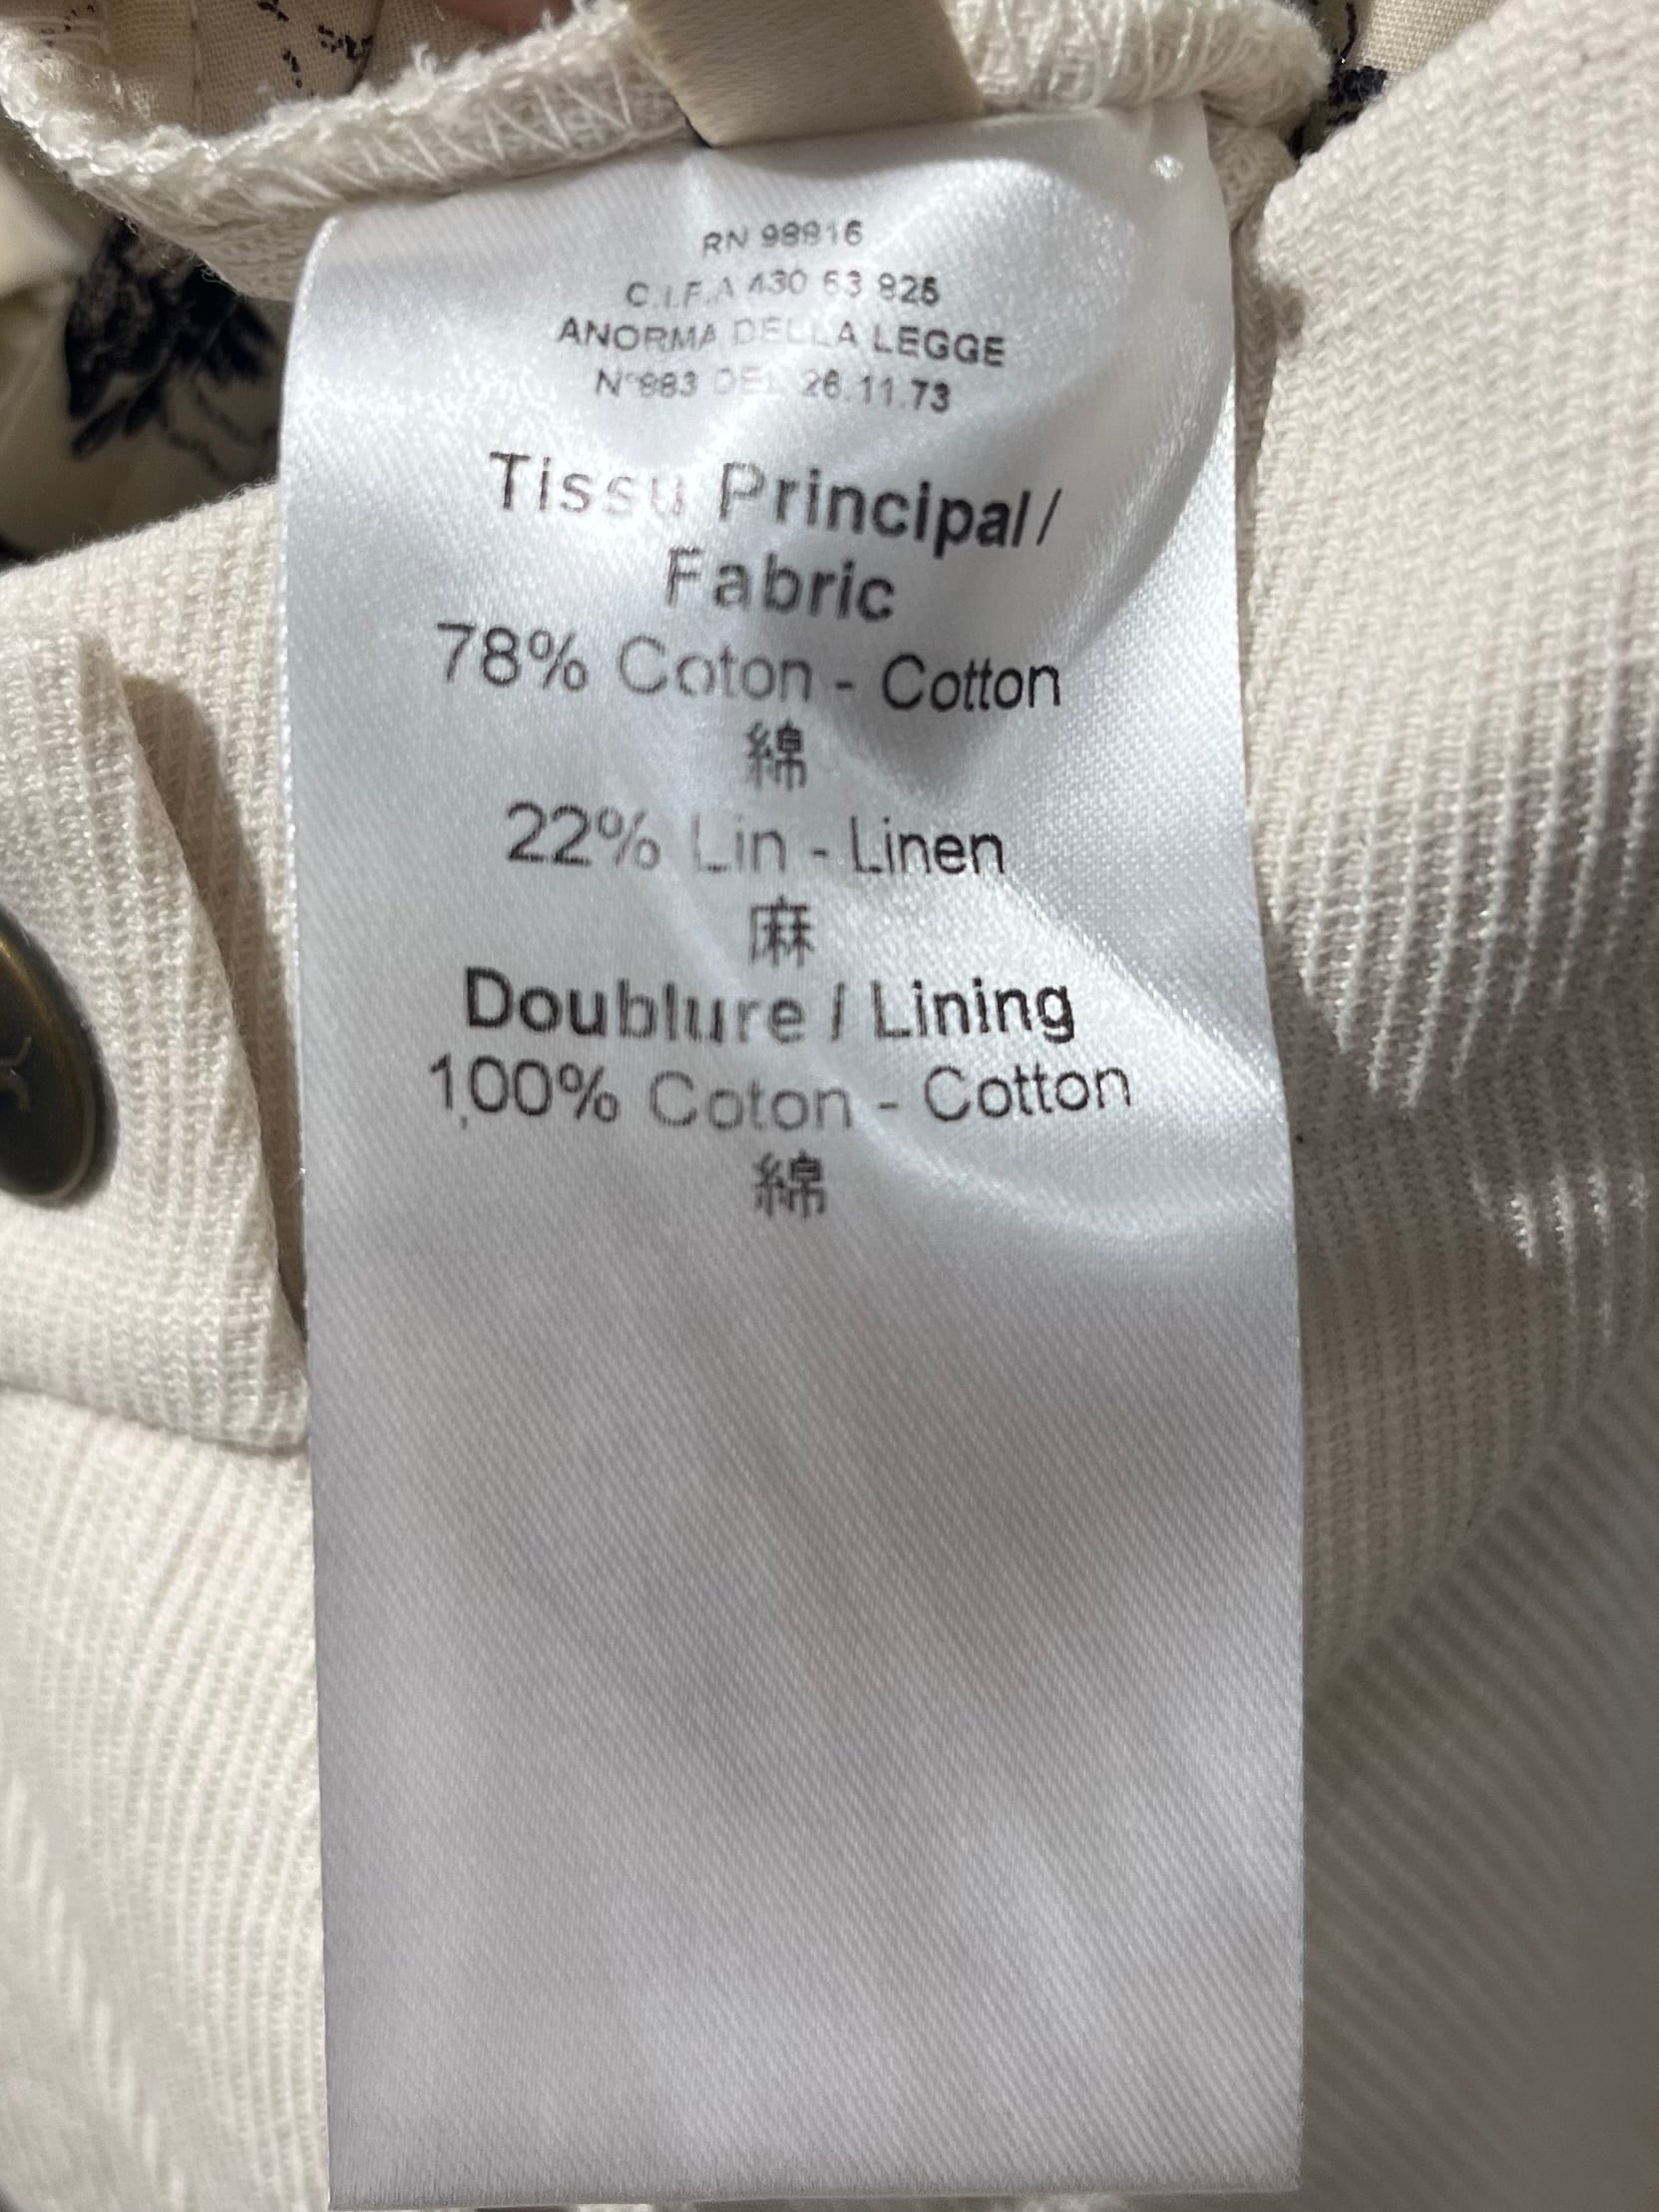 RN 98816
C.I.F.A 430 63 825
ANORMA DELLA LEGGE
N°883 DEL 26.11.73
Tissu Principal/
Fabric
78% Coton - Cotton
綿
22% Lin - Linen
麻
Doublure / Lining
100% Coton - Cotton
綿